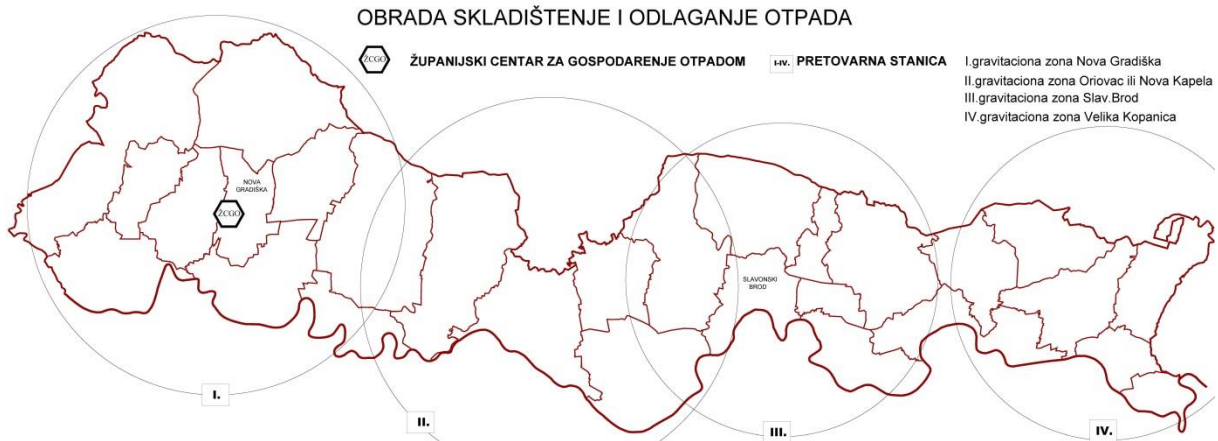 OBRADA SKLADIŠTENJE I ODLAGANJE OTPADA
ŽCGO ŽUPANIJSKI CENTAR ZA GOSPODARENJE OTPADOM
I-IV. PRETOVARNA STANICA
I.gravitaciona zona Nova Gradiška
II.gravitaciona zona Oriovac ili Nova Kapela
III.gravitaciona zona Slav.Brod
IV.gravitaciona zona Velika Kopanica
NOVA
GRADIŠKA
ŽCGO
SLAVONSKI
BROD
I.
II.
III.
IV.